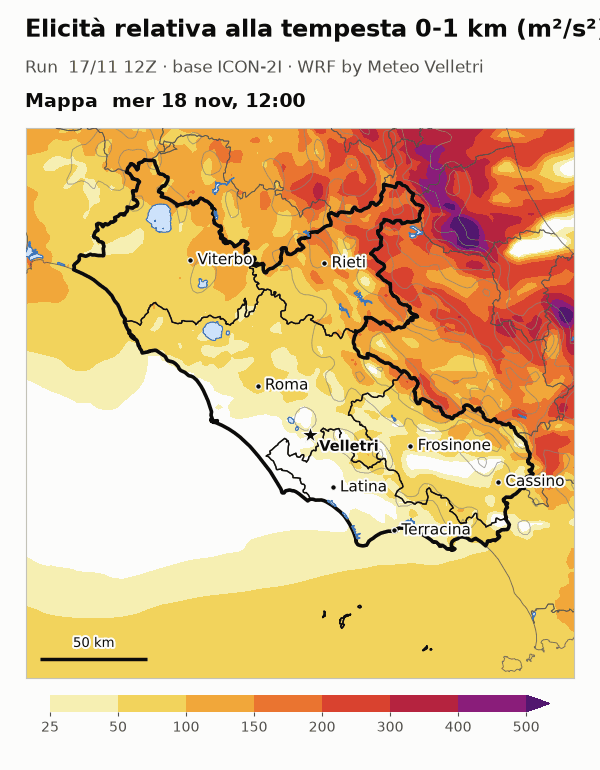 Elicità relativa alla tempesta 0-1 km (m²/s²)
Run 17/11 12Z · base ICON-2I · WRF by Meteo Velletri
Mappa mer 18 nov, 12:00
Viterbo
Rieti
Roma
Velletri
Frosinone
Cassino
Latina
Terracina
50 km
25 50 100 150 200 300 400 500